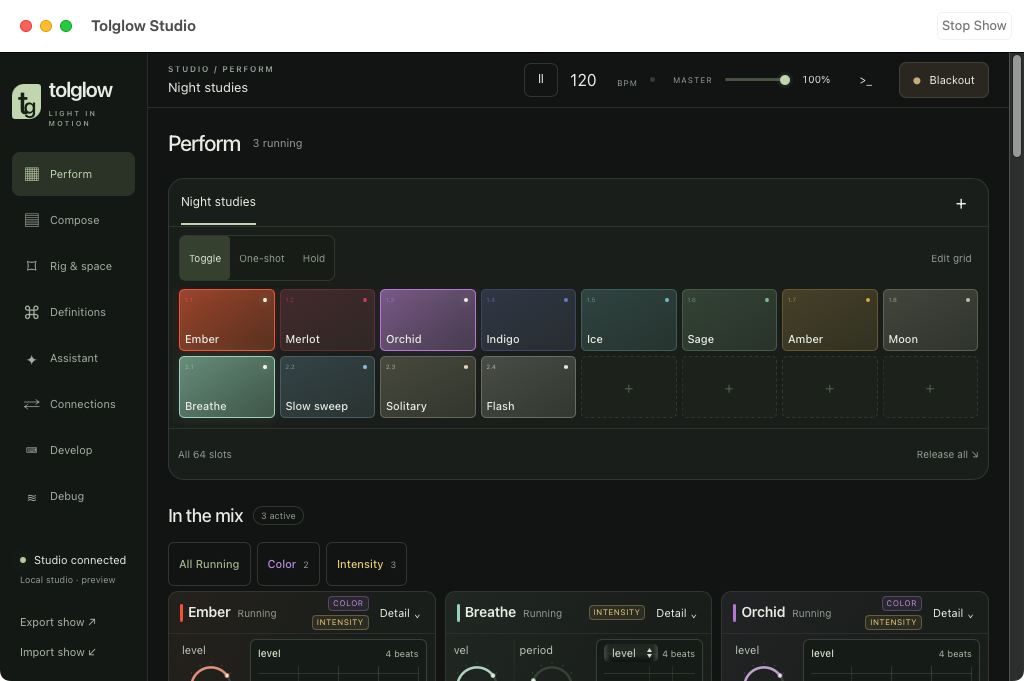 Tolglow Studio
Stop Show
tg
tolglow
LIGHT IN
MOTION
STUDIO / PERFORM
Night studies
120
BPM
MASTER
100%
>_
Blackout
Perform
Compose
Rig & space
Definitions
Assistant
Connections
Develop
Debug
Studio connected
Local studio · preview
Export show ↗
Import show ↙
Perform
3 running
Night studies
+
Toggle
One-shot
Hold
Edit grid
Ember
Merlot
Orchid
1.4
Indigo
1.5
Ice
1.6
Sage
1.7
Amber
1.8
Moon
2.1
Breathe
2.2
Slow sweep
2.3
Solitary
2.4
Flash
+
+
+
+
All 64 slots
Release all ↘
In the mix
3 active
All Running
Color 2
Intensity 3
Ember
Running
COLOR
INTENSITY
Detail
level
level
4 beats
Breathe
Running
INTENSITY
Detail
vel
period
level
4 beats
Orchid
Running
COLOR
INTENSITY
Detail
level
level
4 beats